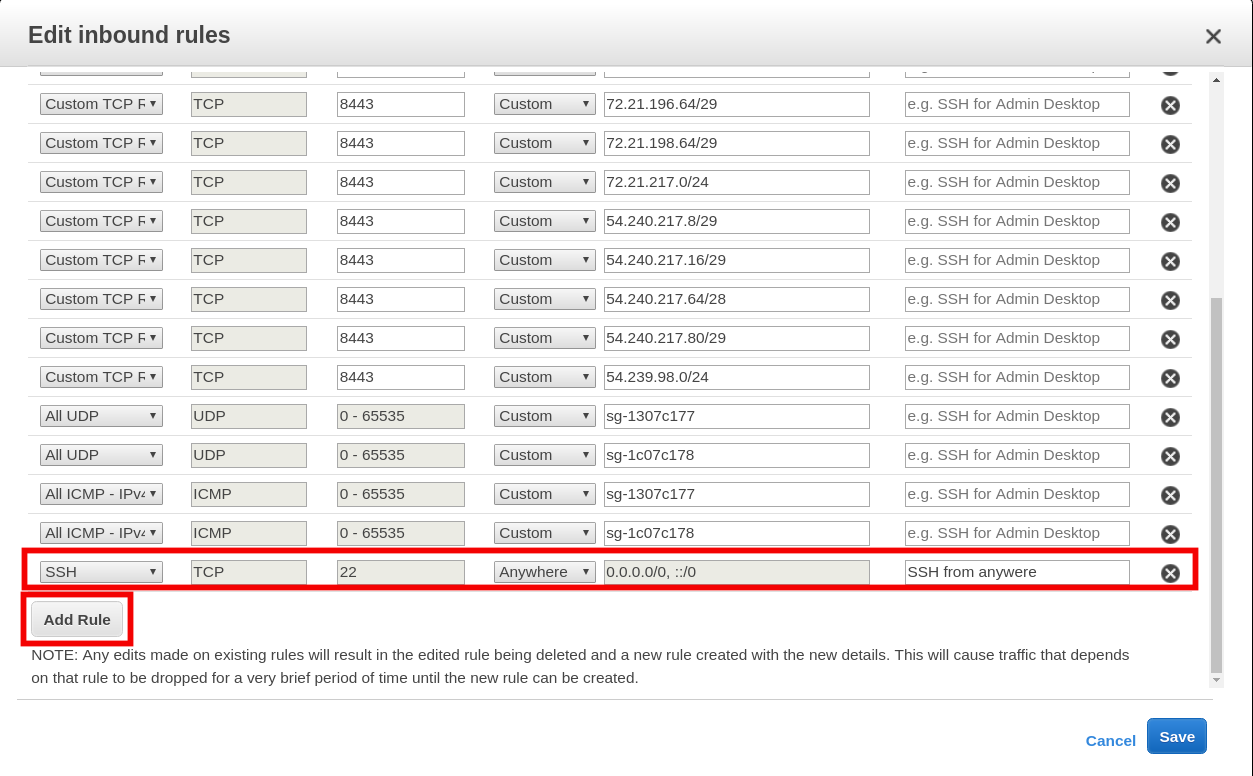 Edit inbound rules
Custom TCP R TCP 8443 Custom 72.21.196.64/29 e.g. SSH for Admin Desktop
Custom TCP R TCP 8443 Custom 72.21.198.64/29 e.g. SSH for Admin Desktop
Custom TCP R TCP 8443 Custom 72.21.217.0/24 e.g. SSH for Admin Desktop
Custom TCP R TCP 8443 Custom 54.240.217.8/29 e.g. SSH for Admin Desktop
Custom TCP R TCP 8443 Custom 54.240.217.16/29 e.g. SSH for Admin Desktop
Custom TCP R TCP 8443 Custom 54.240.217.64/28 e.g. SSH for Admin Desktop
Custom TCP R TCP 8443 Custom 54.240.217.80/29 e.g. SSH for Admin Desktop
Custom TCP R TCP 8443 Custom 54.239.98.0/24 e.g. SSH for Admin Desktop
All UDP UDP 0 - 65535 Custom sg-1307c177 e.g. SSH for Admin Desktop
All UDP UDP 0 - 65535 Custom sg-1c07c178 e.g. SSH for Admin Desktop
All ICMP - IPv4 ICMP 0 - 65535 Custom sg-1307c177 e.g. SSH for Admin Desktop
All ICMP - IPv4 ICMP 0 - 65535 Custom sg-1c07c178 e.g. SSH for Admin Desktop
SSH TCP 22 Anywhere 0.0.0.0/0, ::/0 SSH from anywere
Add Rule
NOTE: Any edits made on existing rules will result in the edited rule being deleted and a new rule created with the new details. This will cause traffic that depends
on that rule to be dropped for a very brief period of time until the new rule can be created.
Cancel Save